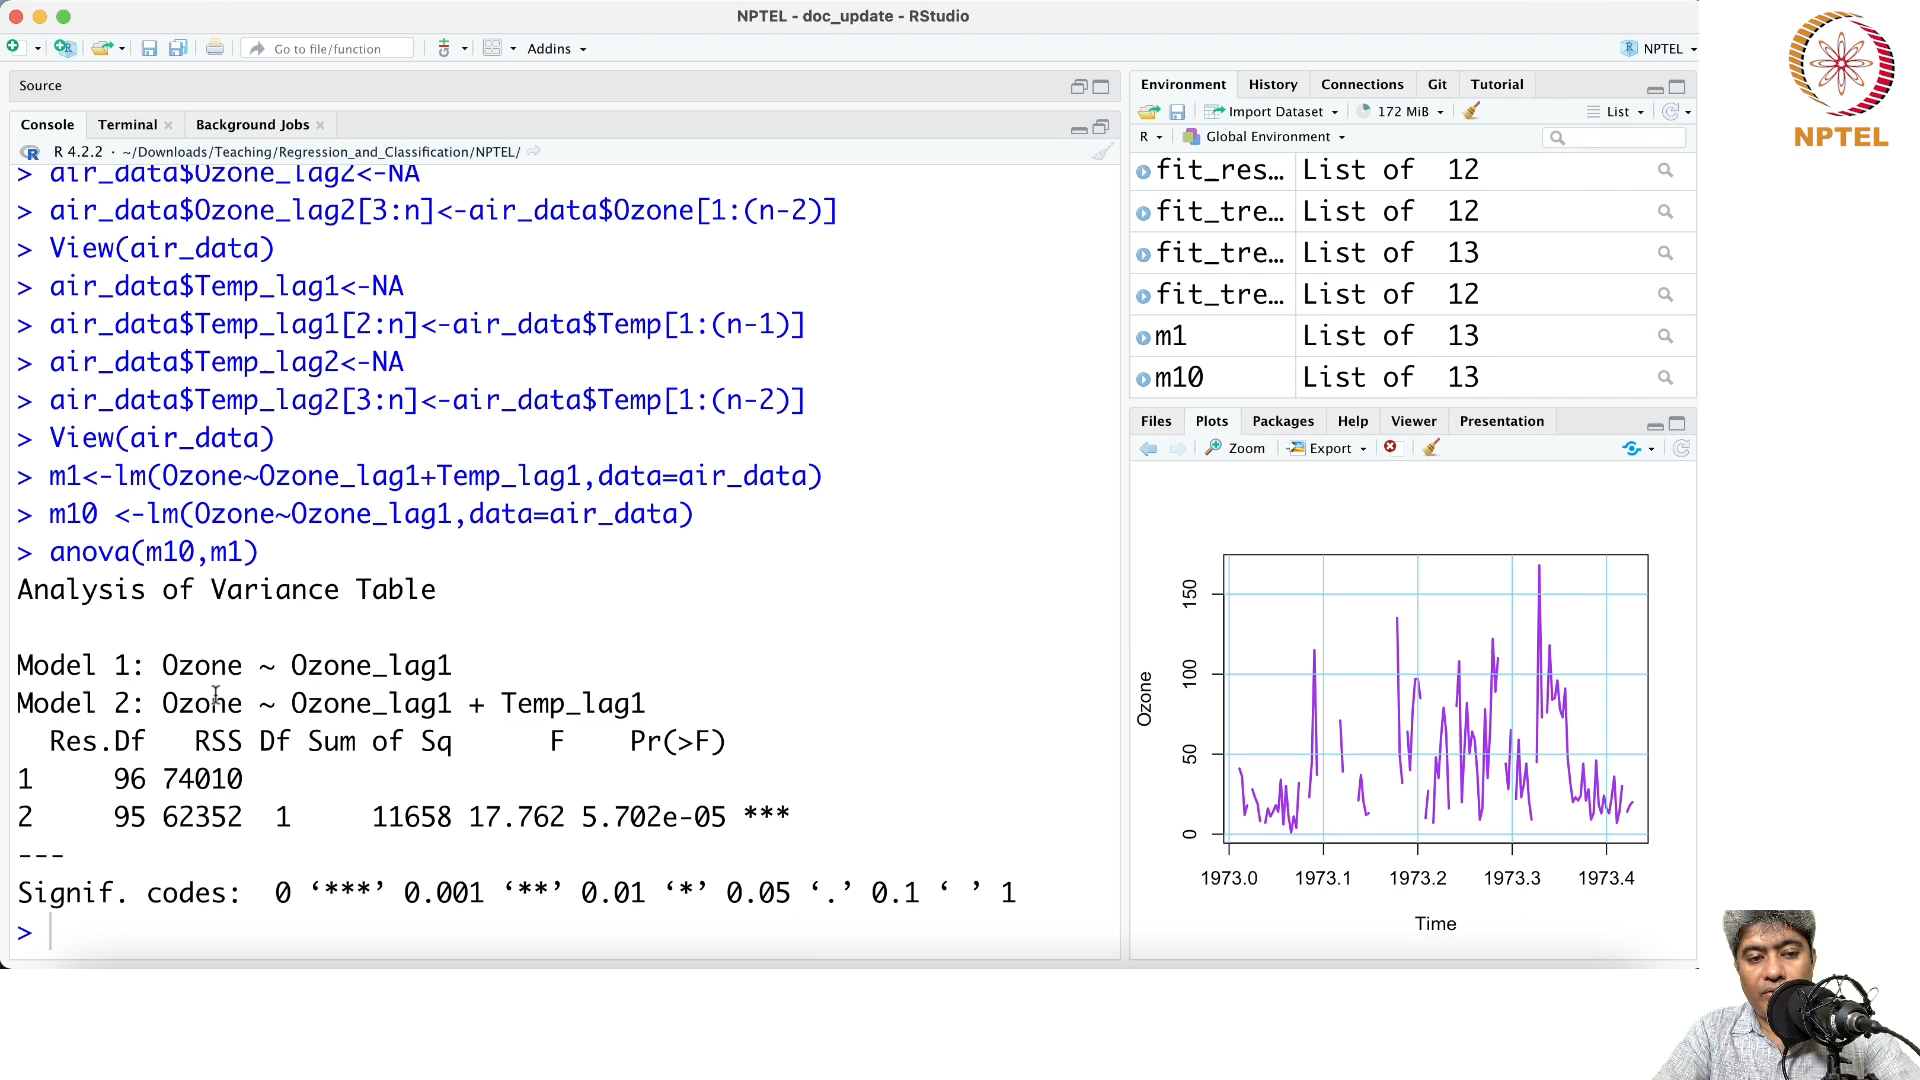 NPTEL - doc_update - RStudio
Go to file/function
Addins
NPTEL
Source
Console Terminal Background Jobs
R 4.2.2 · ~/Downloads/Teaching/Regression_and_Classification/NPTEL/
> air_data$Ozone_lag2<-NA
> air_data$Ozone_lag2[3:n]<-air_data$Ozone[1:(n-2)]
> View(air_data)
> air_data$Temp_lag1<-NA
> air_data$Temp_lag1[2:n]<-air_data$Temp[1:(n-1)]
> air_data$Temp_lag2<-NA
> air_data$Temp_lag2[3:n]<-air_data$Temp[1:(n-2)]
> View(air_data)
> m1<-lm(Ozone~Ozone_lag1+Temp_lag1,data=air_data)
> m10 <-lm(Ozone~Ozone_lag1,data=air_data)
> anova(m10,m1)
Analysis of Variance Table
Model 1: Ozone ~ Ozone_lag1
Model 2: Ozone ~ Ozone_lag1 + Temp_lag1
Res.Df RSS Df Sum of Sq F Pr(>F)
1 96 74010
2 95 62352 1 11658 17.762 5.702e-05 ***
---
Signif. codes: 0 ‘***’ 0.001 ‘**’ 0.01 ‘*’ 0.05 ‘.’ 0.1 ‘ ’ 1
>
Environment History Connections Git Tutorial
Import Dataset 172 MiB List
R Global Environment
fit_res... List of 12
fit_tre... List of 12
fit_tre... List of 13
fit_tre... List of 12
m1 List of 13
m10 List of 13
Files Plots Packages Help Viewer Presentation
Zoom Export
Ozone
150
100
50
0
1973.0 1973.1 1973.2 1973.3 1973.4
Time
NPTEL